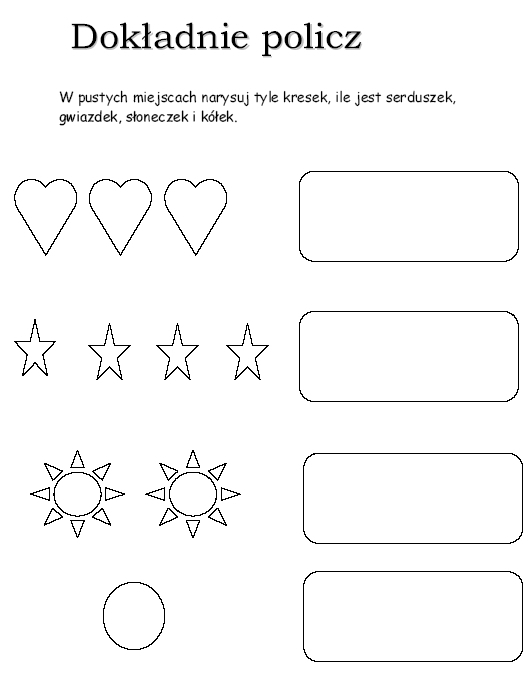 Dokładnie policz
W pustych miejscach narysuj tyle kresek, ile jest serduszek,
gwiazdek, słoneczek i kółek.